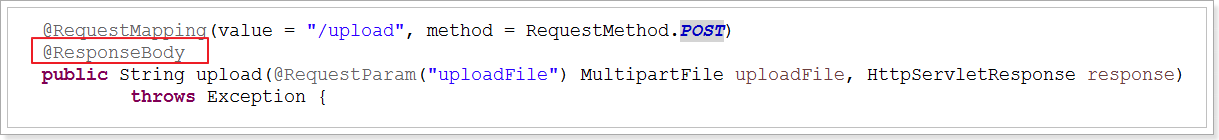 @RequestMapping(value = "/upload", method = RequestMethod.POST)
@ResponseBody
public String upload(@RequestParam("uploadFile") MultipartFile uploadFile, HttpServletResponse response)
throws Exception {